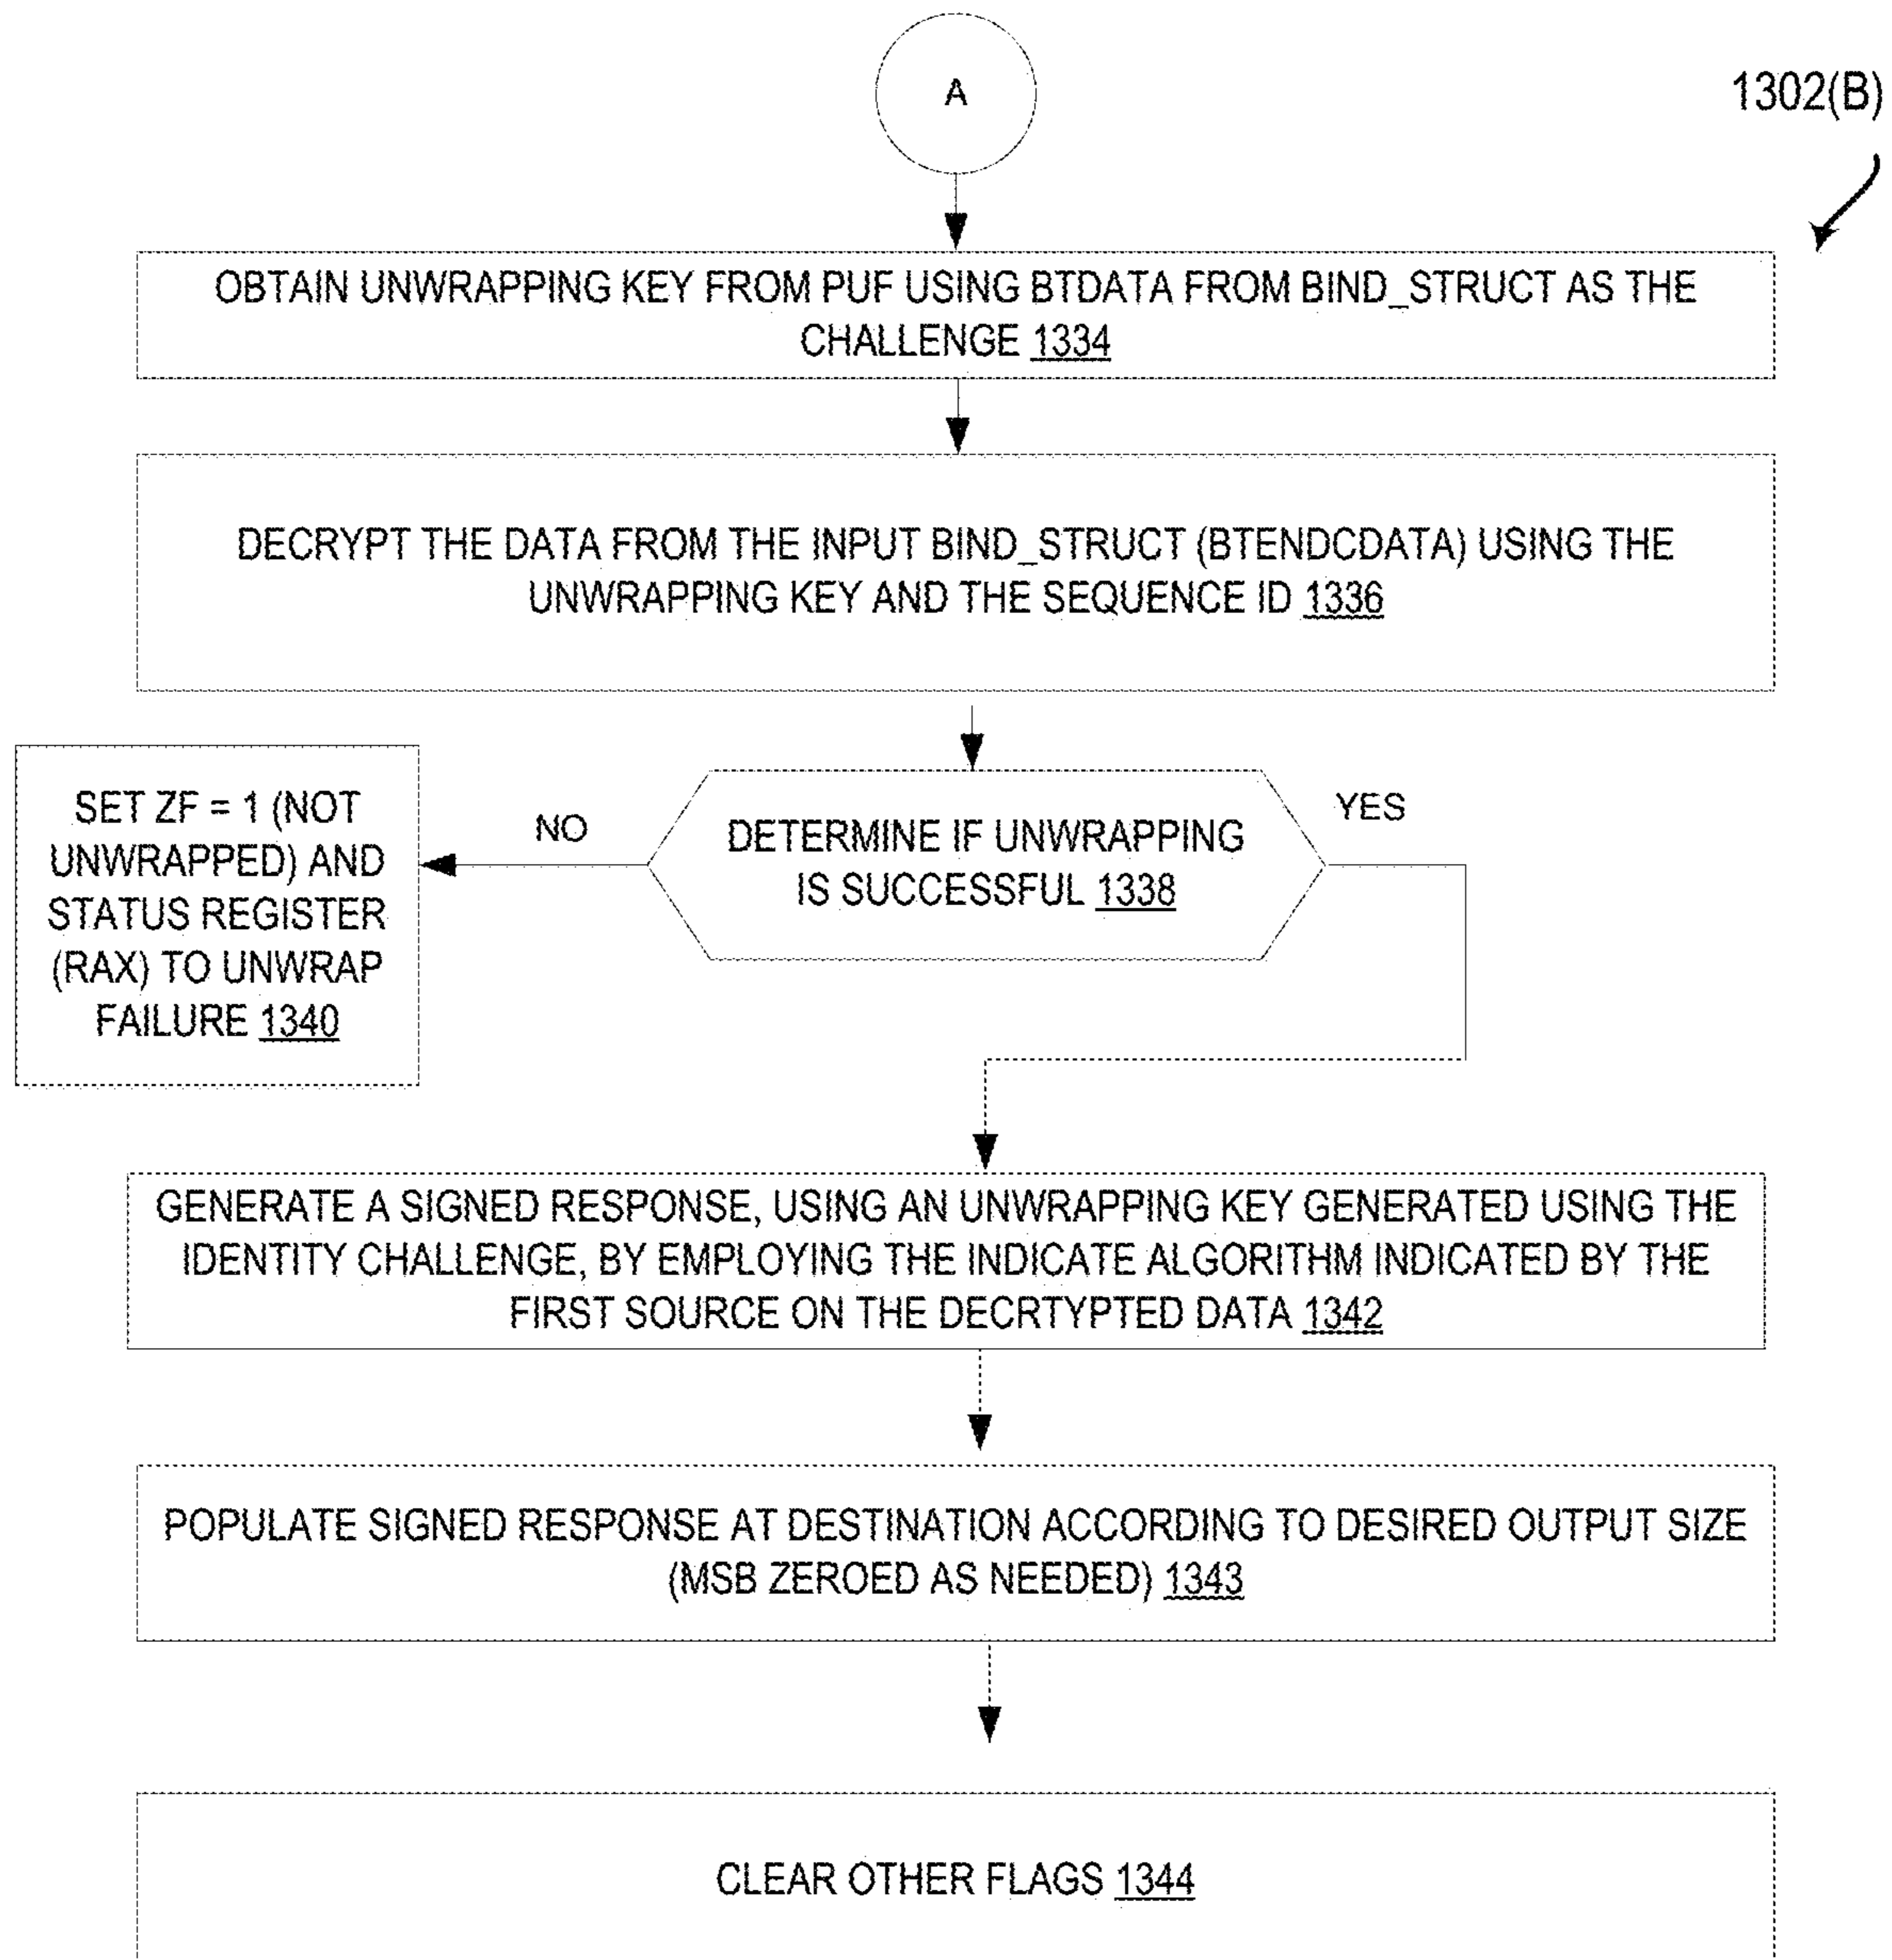 A
1302(B)
OBTAIN UNWRAPPING KEY FROM PUF USING BTDATA FROM BIND_STRUCT AS THE
CHALLENGE 1334
DECRYPT THE DATA FROM THE INPUT BIND_STRUCT (BTENDCDATA) USING THE
UNWRAPPING KEY AND THE SEQUENCE ID 1336
SET ZF = 1 (NOT
UNWRAPPED) AND
STATUS REGISTER
(RAX) TO UNWRAP
FAILURE 1340
NO
DETERMINE IF UNWRAPPING
IS SUCCESSFUL 1338
YES
GENERATE A SIGNED RESPONSE, USING AN UNWRAPPING KEY GENERATED USING THE
IDENTITY CHALLENGE, BY EMPLOYING THE INDICATE ALGORITHM INDICATED BY THE
FIRST SOURCE ON THE DECRTYPTED DATA 1342
POPULATE SIGNED RESPONSE AT DESTINATION ACCORDING TO DESIRED OUTPUT SIZE
(MSB ZEROED AS NEEDED) 1343
CLEAR OTHER FLAGS 1344